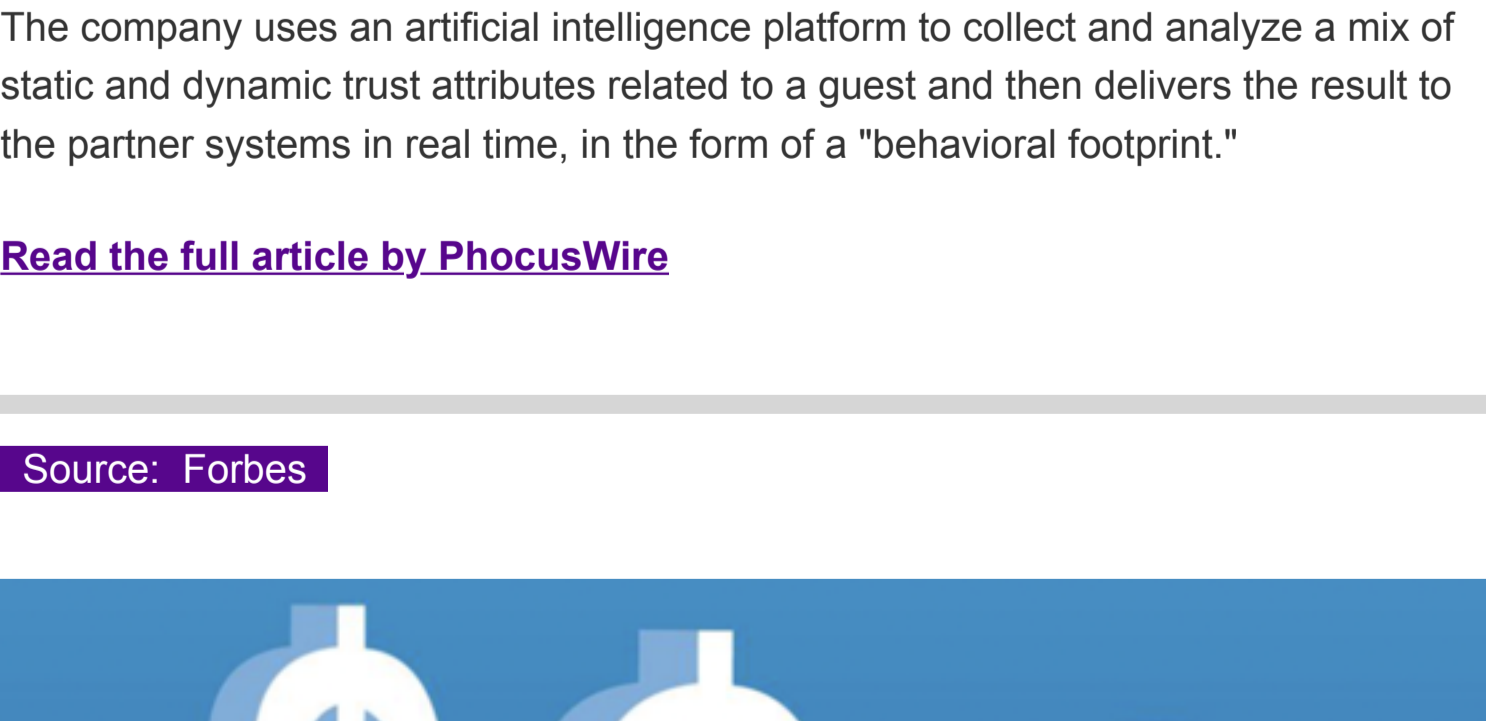 The company uses an artificial intelligence platform to collect and analyze a mix of
static and dynamic trust attributes related to a guest and then delivers the result to
the partner systems in real time, in the form of a "behavioral footprint."
Read the full article by PhocusWire
Source: Forbes